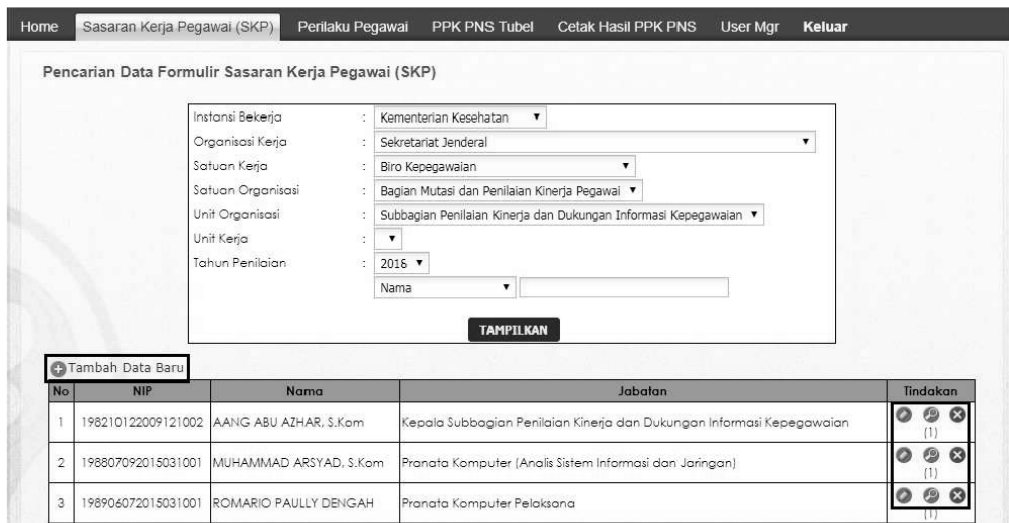 Home Sasaran Kerja Pegawai (SKP) Perilaku Pegawai PPK PNS Tubel Cetak Hasil PPK PNS User Mgr Keluar
Pencarian Data Formulir Sasaran Kerja Pegawai (SKP)
Instansi Bekerja : Kementerian Kesehatan
Organisasi Kerja : Sekretariat Jenderal
Satuan Kerja : Biro Kepegawaian
Satuan Organisasi : Bagian Mutasi dan Penilaian Kinerja Pegawai
Unit Organisasi : Subbagian Penilaian Kinerja dan Dukungan Informasi Kepegawaian
Unit Kerja :
Tahun Penilaian : 2016
Nama
TAMPILKAN
Tambah Data Baru
No NIP Nama Jabatan Tindakan
1 198210122009121002 AANG ABU AZHAR, S.Kom Kepala Subbagian Penilaian Kinerja dan Dukungan Informasi Kepegawaian
(1)
2 198807092015031001 MUHAMMAD ARSYAD, S.Kom Pranata Komputer (Analis Sistem Informasi dan Jaringan)
(1)
3 198906072015031001 ROMARIO PAULLY DENGAH Pranata Komputer Pelaksana
(1)